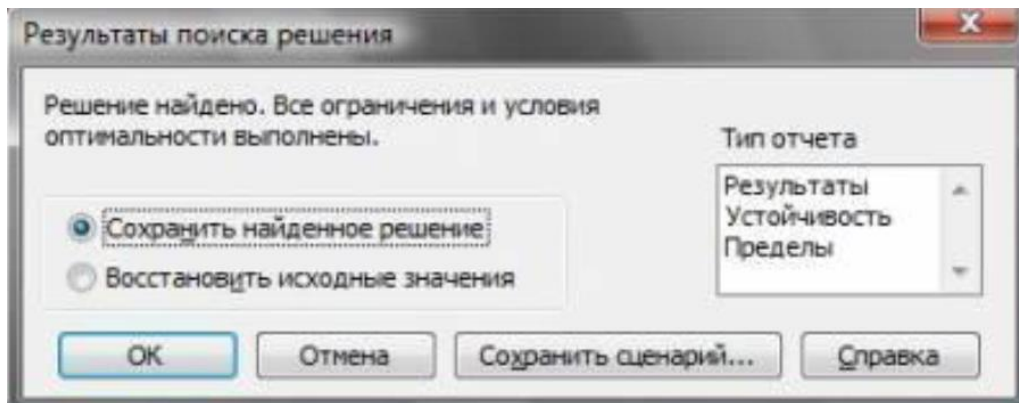 Результаты поиска решения
Решение найдено. Все ограничения и условия
оптимальности выполнены.
Тип отчета
Результаты
Устойчивость
Пределы
Сохранить найденное решение
Восстановить исходные значения
ОК
Отмена
Сохранить сценарий...
Справка